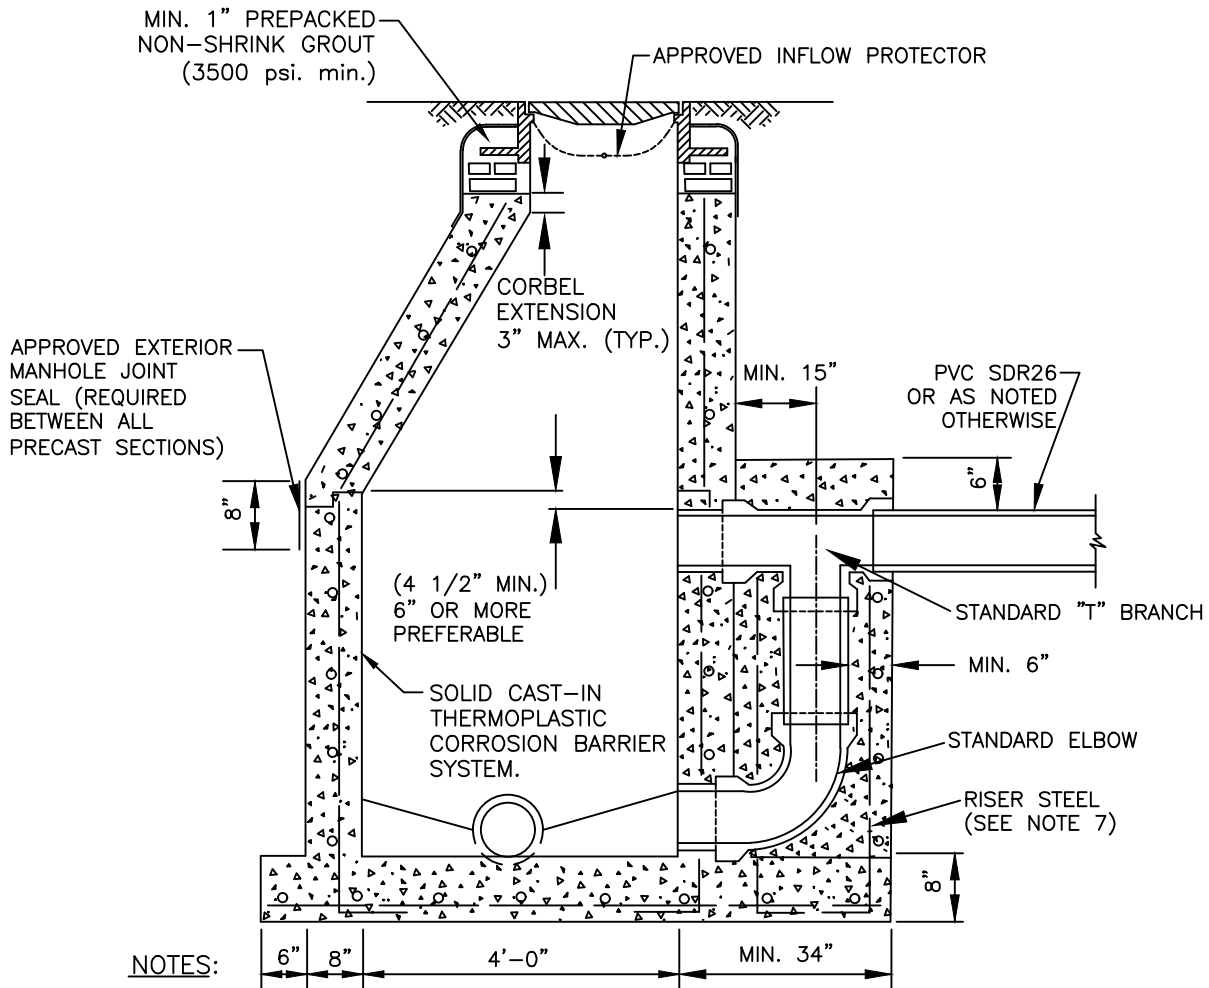 MIN. 1” PREPACKED
NON–SHRINK GROUT
(3500 psi. min.)
APPROVED INFLOW PROTECTOR
CORBEL
EXTENSION
3” MAX. (TYP.)
APPROVED EXTERIOR
MANHOLE JOINT
SEAL (REQUIRED
BETWEEN ALL
PRECAST SECTIONS)
MIN. 15”
PVC SDR26
OR AS NOTED
OTHERWISE
6”
8”
(4 1/2” MIN.)
6” OR MORE
PREFERABLE
STANDARD ”T” BRANCH
MIN. 6”
SOLID CAST–IN
THERMOPLASTIC
CORROSION BARRIER
SYSTEM.
STANDARD ELBOW
RISER STEEL
(SEE NOTE 7)
8”
6”
8”
4’–0”
MIN. 34”
NOTES: